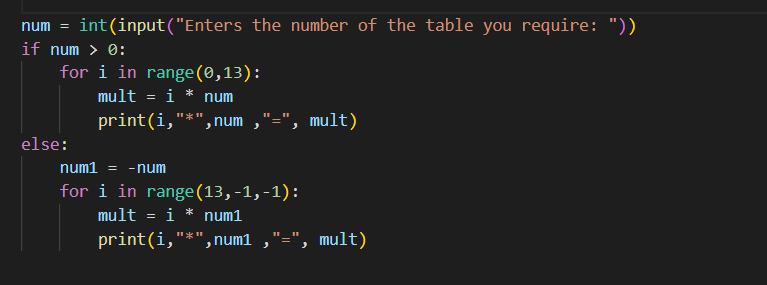 num = int(input("Enters the number of the table you require: "))
if num > 0:
    for i in range(0,13):
        mult = i * num
        print(i,"*",num ,"=", mult)
else:
    num1 = -num
    for i in range(13,-1,-1):
        mult = i * num1
        print(i,"*",num1 ,"=", mult)